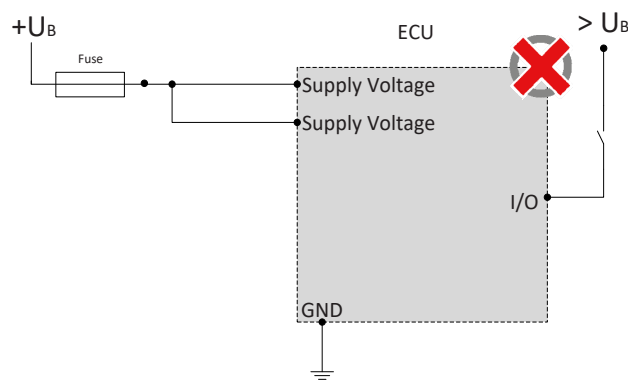 +UB
Fuse
ECU
> UB
Supply Voltage
Supply Voltage
I/O
GND